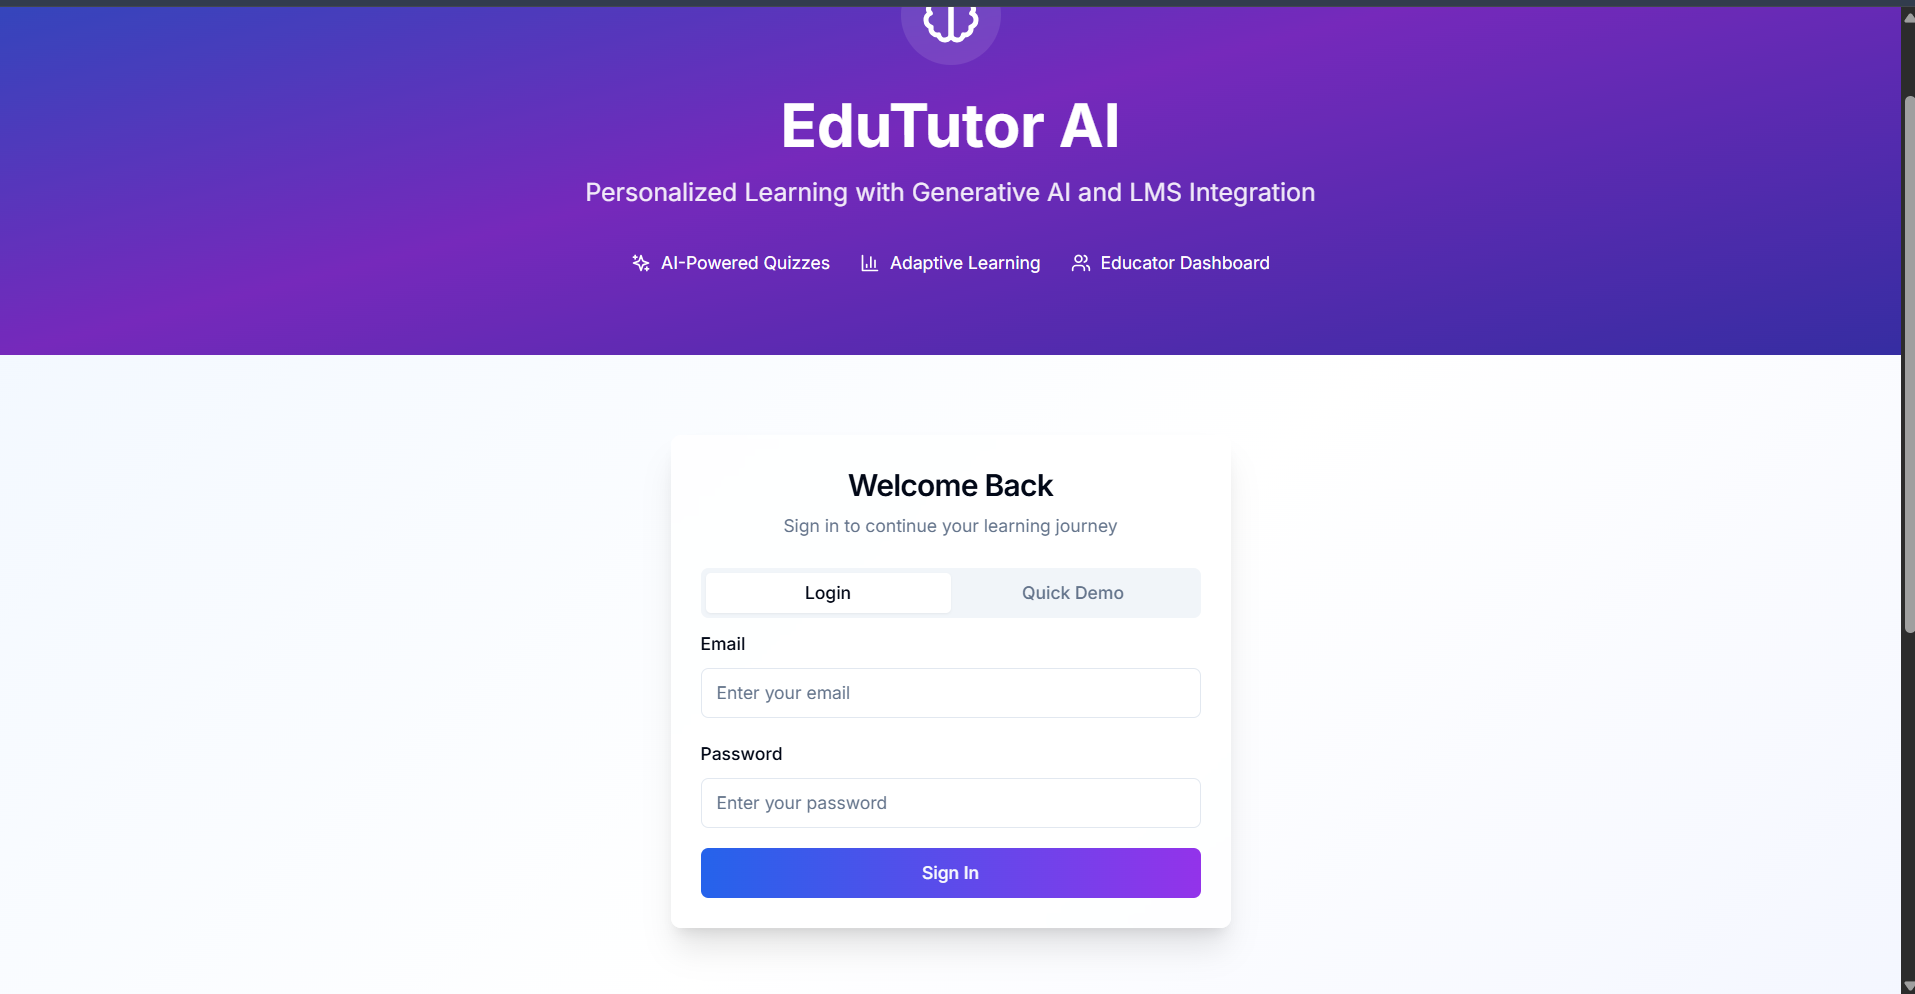 EduTutor AI
Personalized Learning with Generative AI and LMS Integration
AI-Powered Quizzes Adaptive Learning Educator Dashboard
Welcome Back
Sign in to continue your learning journey
Login Quick Demo
Email
Enter your email
Password
Enter your password
Sign In